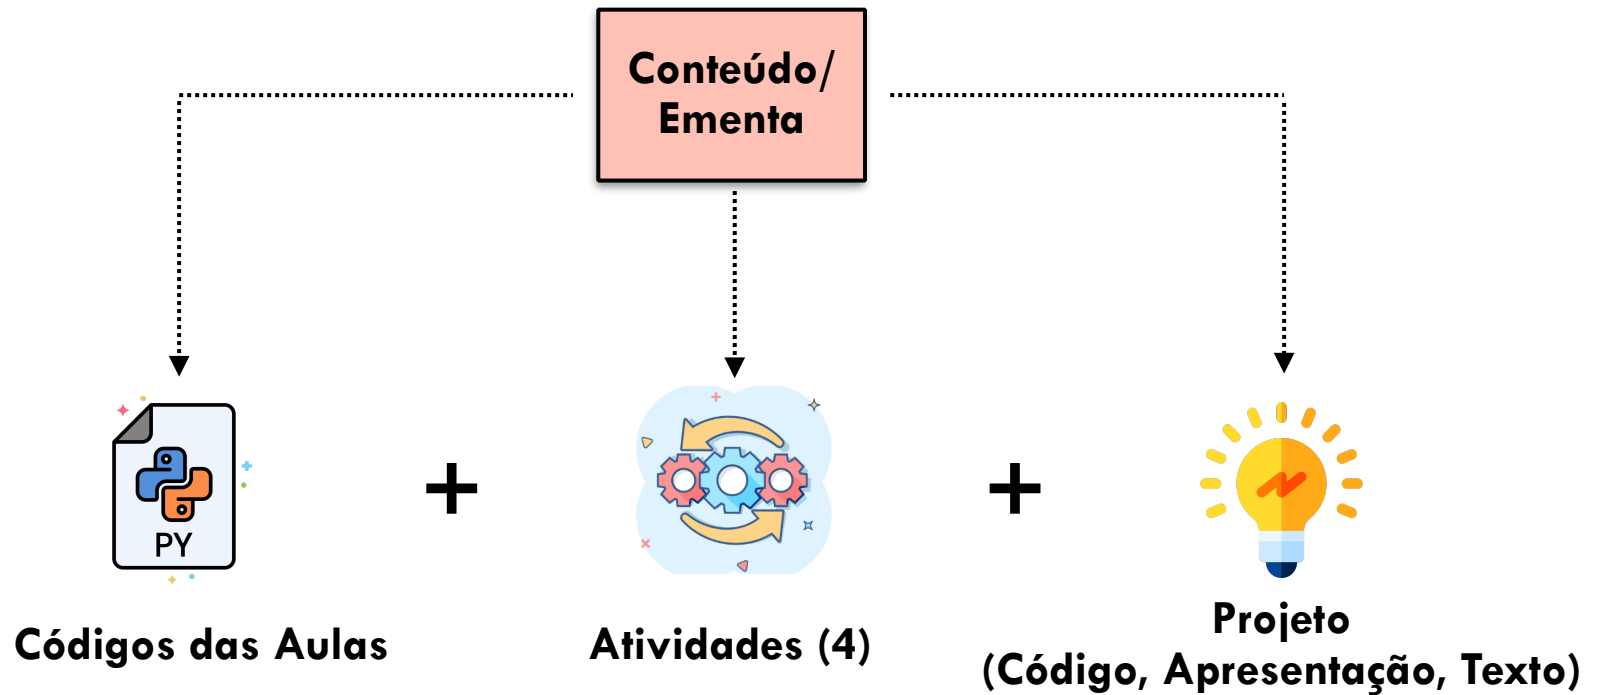 Conteúdo/
Ementa
PY
+
+
Códigos das Aulas
Atividades (4)
Projeto
(Código, Apresentação, Texto)